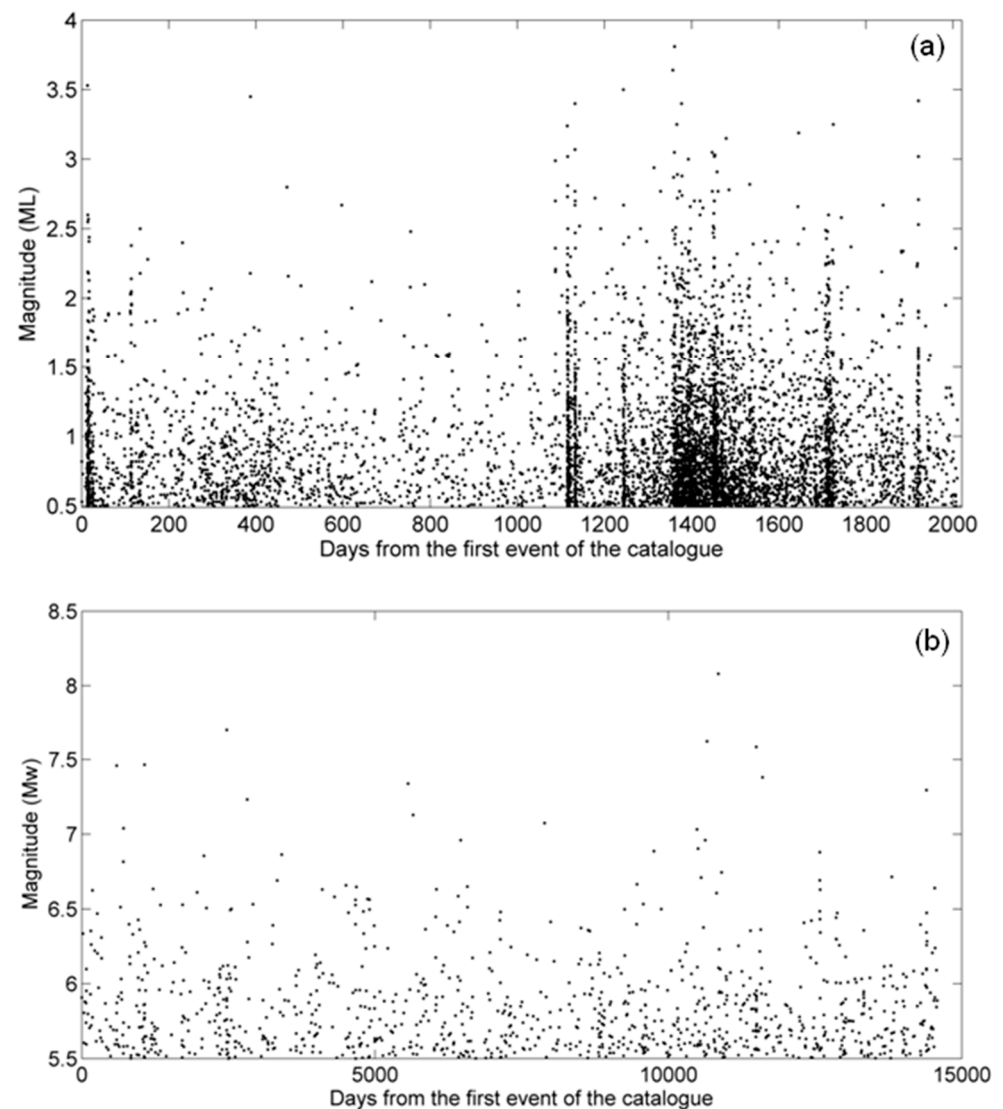 (a)
Magnitude (ML)
4
3.5
3
2.5
2
1.5
1
0.5
0 200 400 600 800 1000 1200 1400 1600 1800 2000
Days from the first event of the catalogue
(b)
Magnitude (Mw)
8.5
8
7.5
7
6.5
6
5.5
0 5000 10000 15000
Days from the first event of the catalogue